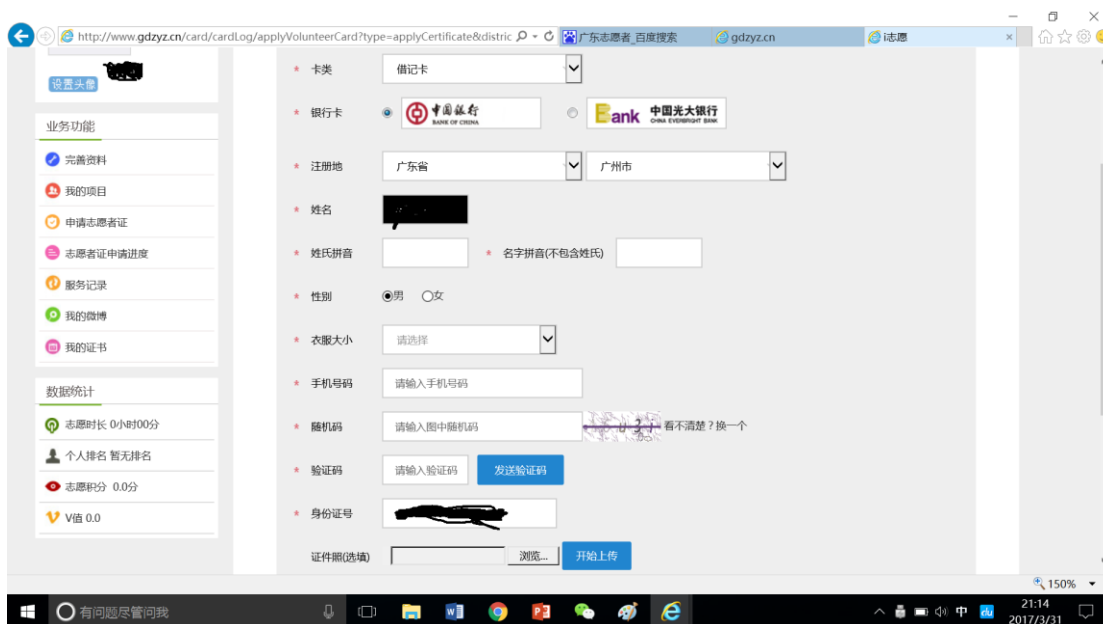 http://www.gdzyz.cn/card/cardLog/applyVolunteerCard?type=applyCertificate&distric
广东志愿者_百度搜索
gdzyz.cn
i志愿
设置头像
业务功能
完善资料
我的项目
申请志愿者证
志愿者证申请进度
服务记录
我的微博
我的证书
数据统计
志愿时长 0小时00分
个人排名 暂无排名
志愿积分 0.0分
V值 0.0
* 卡类 借记卡
* 银行卡 中国银行 BANK OF CHINA Bank 中国光大银行 CHINA EVERBRIGHT BANK
* 注册地 广东省 广州市
* 姓名
* 姓氏拼音 * 名字拼音(不包含姓氏)
* 性别 男 女
* 衣服大小 请选择
* 手机号码 请输入手机号码
* 随机码 请输入图中随机码 看不清楚？换一个
* 验证码 请输入验证码 发送验证码
* 身份证号
证件照(选填) 浏览... 开始上传
150%
有问题尽管问我
中 du 21:14
2017/3/31